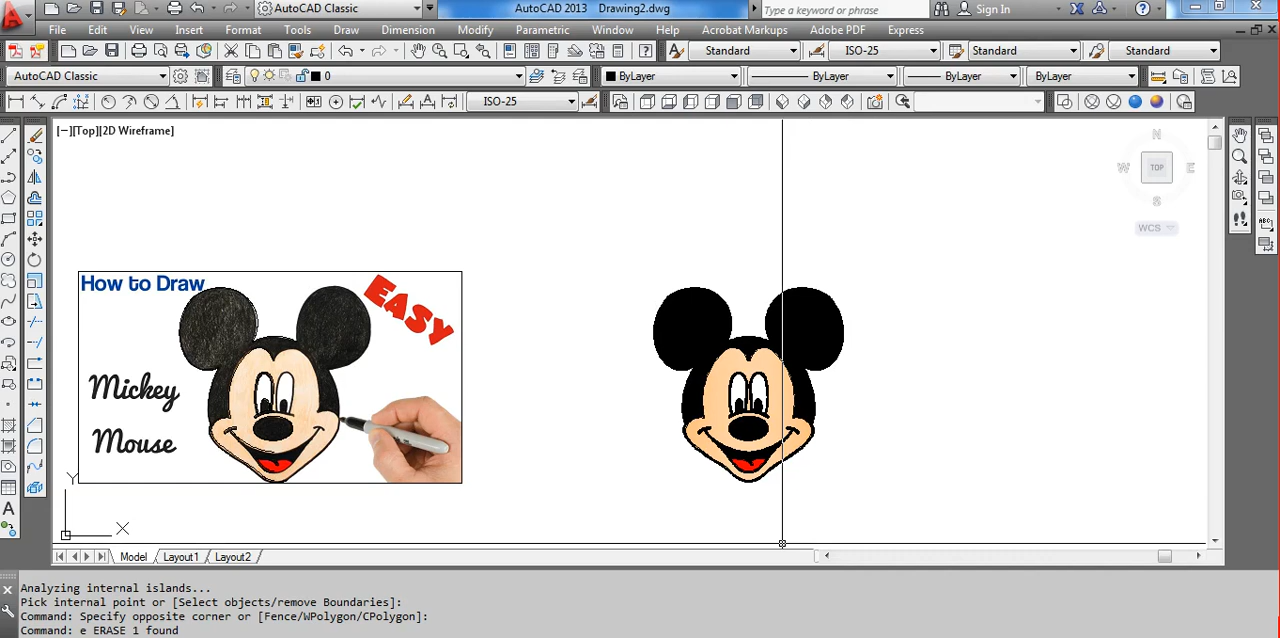 AutoCAD Classic
AutoCAD 2013 Drawing2.dwg
Type a keyword or phrase
Sign In
File Edit View Insert Format Tools Draw Dimension Modify Parametric Window Help Acrobat Markups Adobe PDF Express
Standard ISO-25 Standard Standard
AutoCAD Classic 0 ByLayer ByLayer ByLayer ByLayer
ISO-25
[−][Top][2D Wireframe]
N
W TOP E
S
WCS
How to Draw
EASY
Mickey
Mouse
Y
X
Model Layout1 Layout2
Analyzing internal islands...
Pick internal point or [Select objects/remove Boundaries]:
Command: Specify opposite corner or [Fence/WPolygon/CPolygon]:
Command: e ERASE 1 found
A